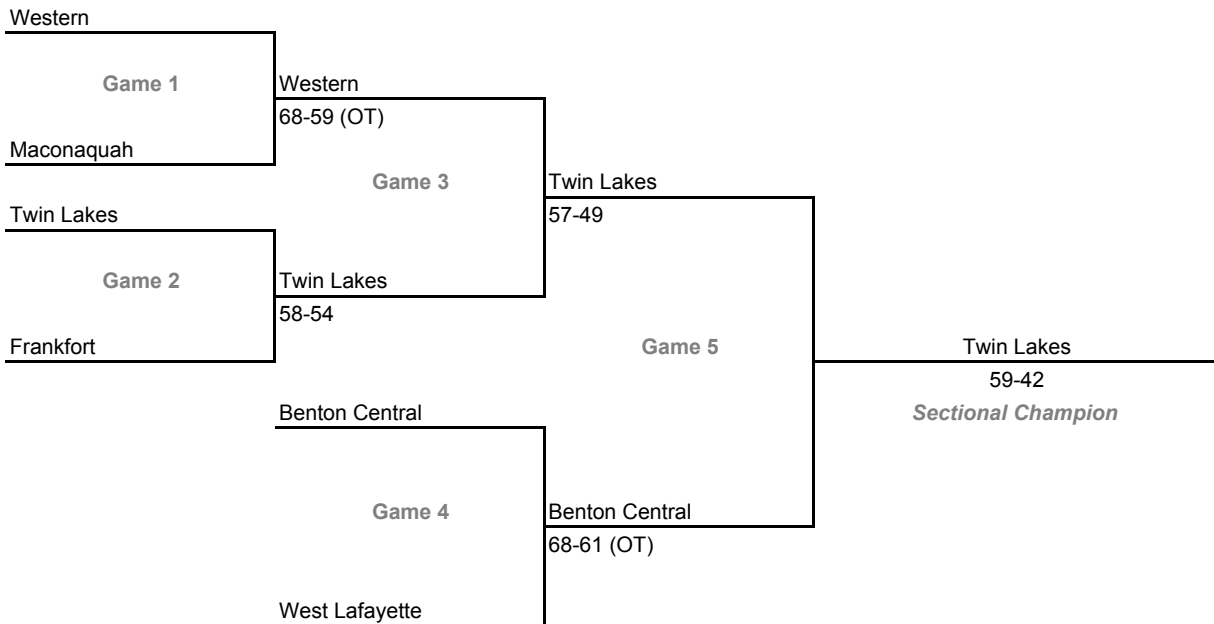 Western
Game 1
Western
68-59 (OT)
Maconaquah
Game 3
Twin Lakes
Twin Lakes
57-49
Game 2
Twin Lakes
58-54
Frankfort
Game 5
Twin Lakes
59-42
Benton Central
Sectional Champion
Game 4
Benton Central
68-61 (OT)
West Lafayette